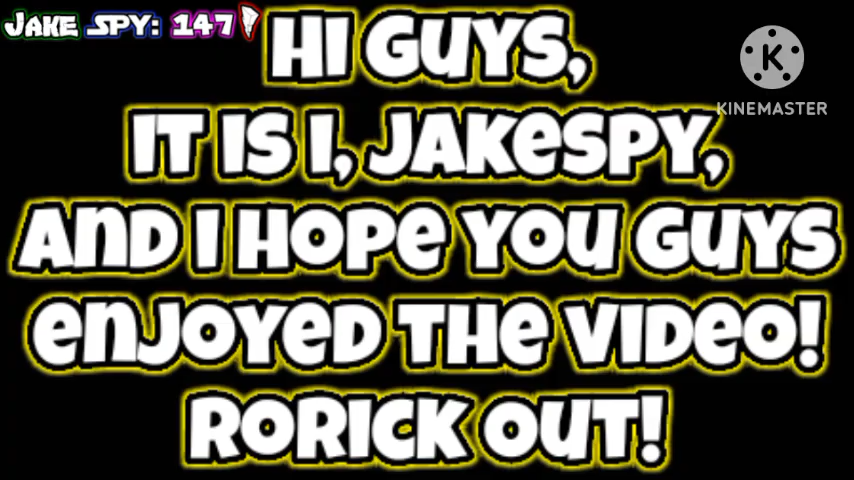 Jake Spy: 147
Hi Guys,
KINEMASTER
it is i, Jakespy,
And i Hope You Guys
enjoyed the video!
Rorick out!